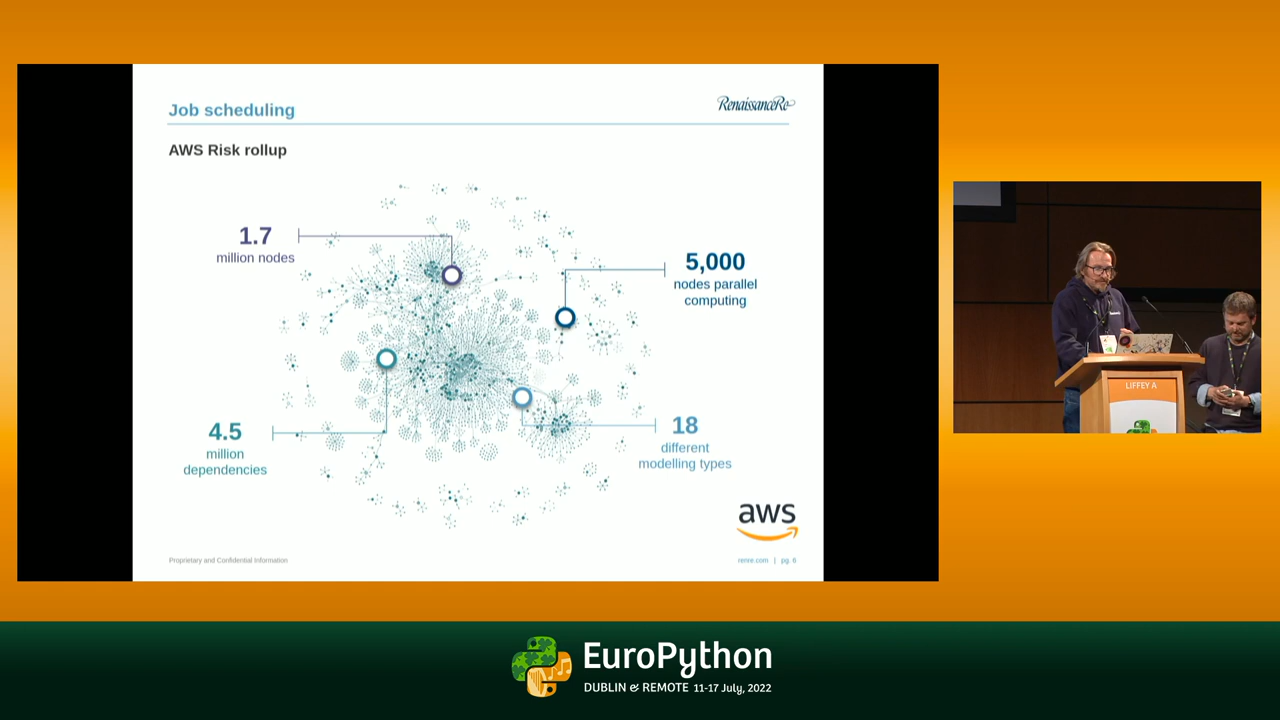 Job scheduling
RenaissanceRe
AWS Risk rollup
1.7
million nodes
5,000
nodes parallel
computing
4.5
million
dependencies
18
different
modelling types
aws
Proprietary and Confidential Information
renre.com | pg 6
LIFFEY A
EuroPython
DUBLIN & REMOTE 11-17 July, 2022